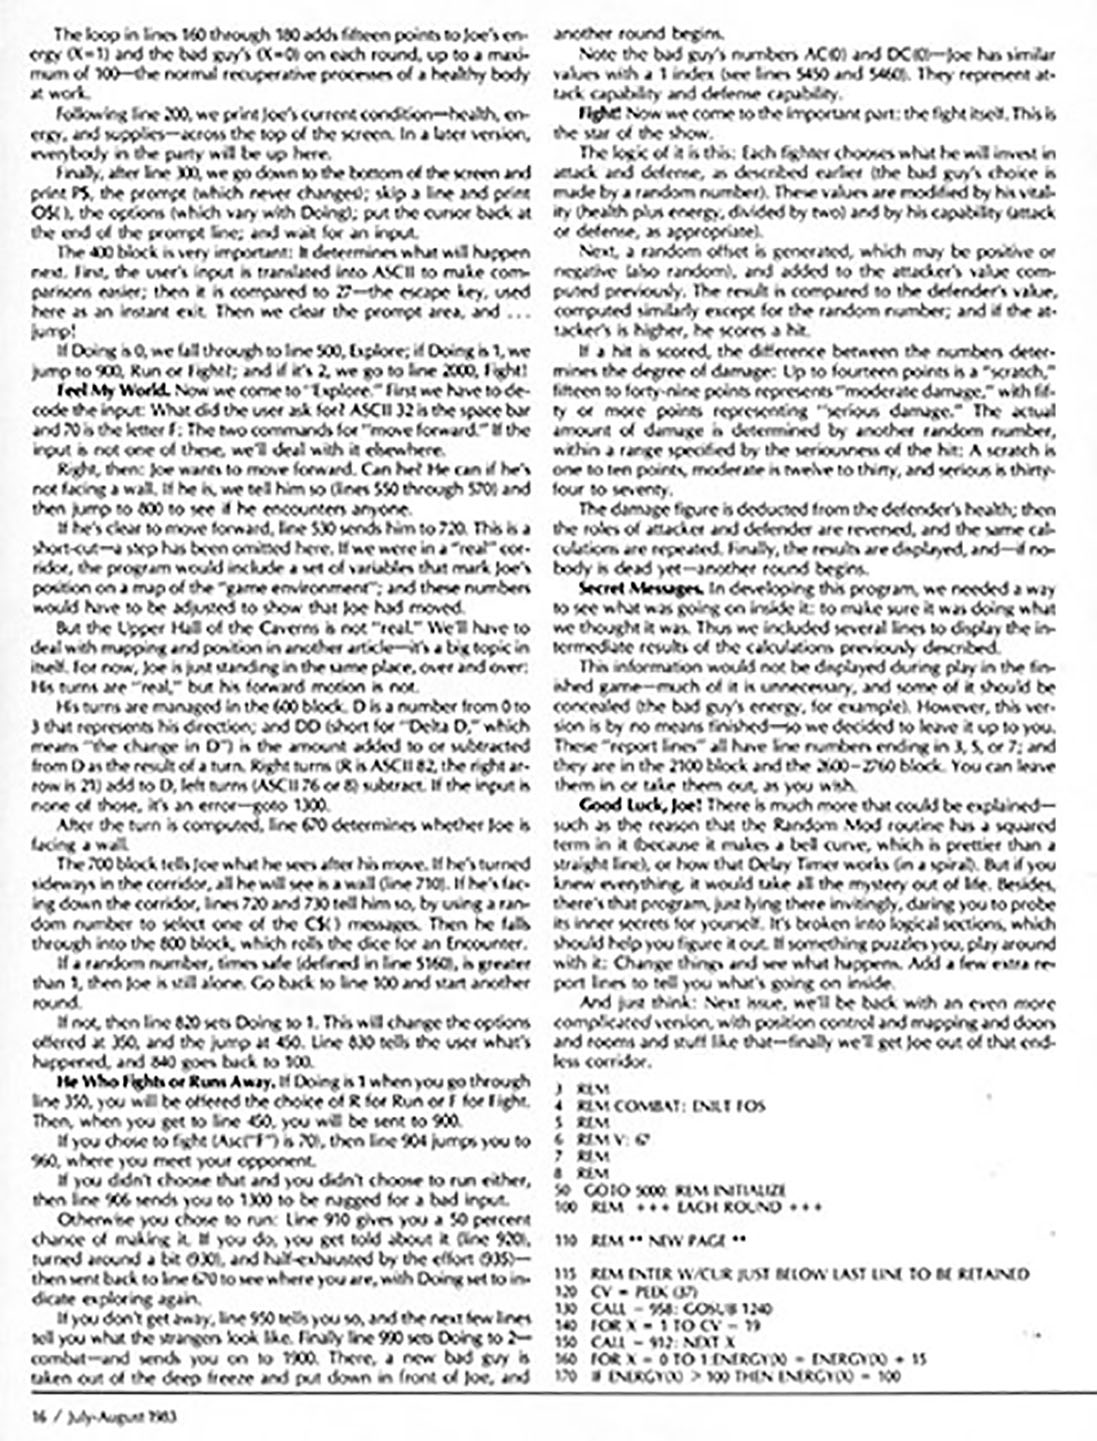 The loop in lines 160 through 180 adds fifteen points to Joe's en-
ergy (X=1) and the bad guy's (X=0) on each round, up to a maxi-
mum of 100—the normal recuperative processes of a healthy body
at work.
Following line 200, we print Joe's current condition—health, en-
ergy, and supplies—across the top of the screen. In a later version,
everybody in the party will be up here.
Finally, after line 300, we go down to the bottom of the screen and
print P$, the prompt (which never changes); skip a line and print
O$( ), the options (which vary with Doing); put the cursor back at
the end of the prompt line; and wait for an input.
The 400 block is very important: It determines what will happen
next. First, the user's input is translated into ASCII to make com-
parisons easier; then it is compared to 27—the escape key, used
here as an instant exit. Then we clear the prompt area, and ...
jump!
If Doing is 0, we fall through to line 500, Explore; if Doing is 1, we
jump to 900, Run or Fight?; and if it's 2, we go to line 2000, Fight!
Feel My World. Now we come to "Explore." First we have to de-
code the input: What did the user ask for? ASCII 32 is the space bar
and 70 is the letter F: The two commands for "move forward." If the
input is not one of these, we'll deal with it elsewhere.
Right, then: Joe wants to move forward. Can he? He can if he's
not facing a wall. If he is, we tell him so (lines 550 through 570) and
then jump to 800 to see if he encounters anyone.
If he's clear to move forward, line 530 sends him to 720. This is a
short-cut—a step has been omitted here. If we were in a "real" cor-
ridor, the program would include a set of variables that mark Joe's
position on a map of the "game environment"; and these numbers
would have to be adjusted to show that Joe had moved.
But the Upper Hall of the Caverns is not "real." We'll have to
deal with mapping and position in another article—it's a big topic in
itself. For now, Joe is just standing in the same place, over and over:
His turns are "real," but his forward motion is not.
His turns are managed in the 600 block. D is a number from 0 to
3 that represents his direction; and DD (short for "Delta D," which
means "the change in D") is the amount added to or subtracted
from D as the result of a turn. Right turns (R is ASCII 82, the right ar-
row is 21) add to D, left turns (ASCII 76 or 8) subtract. If the input is
none of those, it's an error—goto 1300.
After the turn is computed, line 670 determines whether Joe is
facing a wall.
The 700 block tells Joe what he sees after his move. If he's turned
sideways in the corridor, all he will see is a wall (line 710). If he's fac-
ing down the corridor, lines 720 and 730 tell him so, by using a ran-
dom number to select one of the C$( ) messages. Then he falls
through into the 800 block, which rolls the dice for an Encounter.
If a random number, times safe (defined in line 5160), is greater
than 1, then Joe is still alone. Go back to line 100 and start another
round.
If not, then line 820 sets Doing to 1. This will change the options
offered at 350, and the jump at 450. Line 830 tells the user what's
happened, and 840 goes back to 100.
He Who Fights or Runs Away. If Doing is 1 when you go through
line 350, you will be offered the choice of R for Run or F for Fight.
Then, when you get to line 450, you will be sent to 900.
If you chose to fight (Asc("F") is 70), then line 904 jumps you to
960, where you meet your opponent.
If you didn't choose that and you didn't choose to run either,
then line 906 sends you to 1300 to be nagged for a bad input.
Otherwise you chose to run: Line 910 gives you a 50 percent
chance of making it. If you do, you get told about it (line 920),
turned around a bit (930), and half-exhausted by the effort (935)—
then sent back to line 670 to see where you are, with Doing set to in-
dicate exploring again.
If you don't get away, line 950 tells you so, and the next few lines
tell you what the strangers look like. Finally line 990 sets Doing to 2—
combat—and sends you on to 1900. There, a new bad guy is
taken out of the deep freeze and put down in front of Joe, and
another round begins.
Note the bad guy's numbers AC(0) and DC(0)—Joe has similar
values with a 1 index (see lines 5450 and 5460). They represent at-
tack capability and defense capability.
Fight! Now we come to the important part: the fight itself. This is
the star of the show.
The logic of it is this: Each fighter chooses what he will invest in
attack and defense, as described earlier (the bad guy's choice is
made by a random number). These values are modified by his vital-
ity (health plus energy, divided by two) and by his capability (attack
or defense, as appropriate).
Next, a random offset is generated, which may be positive or
negative (also random), and added to the attacker's value com-
puted previously. The result is compared to the defender's value,
computed similarly except for the random number; and if the at-
tacker's is higher, he scores a hit.
If a hit is scored, the difference between the numbers deter-
mines the degree of damage: Up to fourteen points is a "scratch,"
fifteen to forty-nine points represents "moderate damage," with fif-
ty or more points representing "serious damage." The actual
amount of damage is determined by another random number,
within a range specified by the seriousness of the hit: A scratch is
one to ten points, moderate is twelve to thirty, and serious is thirty-
four to seventy.
The damage figure is deducted from the defender's health; then
the roles of attacker and defender are reversed, and the same cal-
culations are repeated. Finally, the results are displayed, and—if no-
body is dead yet—another round begins.
Secret Messages. In developing this program, we needed a way
to see what was going on inside it: to make sure it was doing what
we thought it was. Thus we included several lines to display the in-
termediate results of the calculations previously described.
This information would not be displayed during play in the fin-
ished game—much of it is unnecessary, and some of it should be
concealed (the bad guy's energy, for example). However, this ver-
sion is by no means finished—so we decided to leave it up to you.
These "report lines" all have line numbers ending in 3, 5, or 7; and
they are in the 2100 block and the 2600–2760 block. You can leave
them in or take them out, as you wish.
Good Luck, Joe! There is much more that could be explained—
such as the reason that the Random Mod routine has a squared
term in it (because it makes a bell curve, which is prettier than a
straight line), or how that Delay Timer works (in a spiral). But if you
knew everything, it would take all the mystery out of life. Besides,
there's that program, just lying there invitingly, daring you to probe
its inner secrets for yourself. It's broken into logical sections, which
should help you figure it out. If something puzzles you, play around
with it: Change things and see what happens. Add a few extra re-
port lines to tell you what's going on inside.
And just think: Next issue, we'll be back with an even more
complicated version, with position control and mapping and doors
and rooms and stuff like that—finally we'll get Joe out of that end-
less corridor.
3 REM
4 REM COMBAT: ENILT FOS
5 REM
6 REM V: 67
7 REM
8 REM
50 GOTO 5000: REM INITIALIZE
100 REM +++ EACH ROUND +++
110 REM ** NEW PAGE **
115 REM ENTER W/CUR JUST BELOW LAST LINE TO BE RETAINED
120 CV = PEEK (37)
130 CALL - 958: GOSUB 1240
140 FOR X = 1 TO CV - 19
150 CALL - 912: NEXT X
160 FOR X = 0 TO 1:ENERGY(X) = ENERGY(X) + 15
170 IF ENERGY(X) > 100 THEN ENERGY(X) = 100
16 / July-August 1983